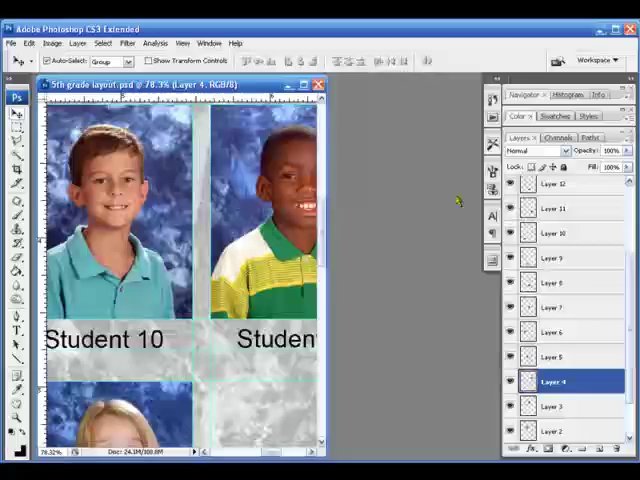 Adobe Photoshop CS3 Extended
File Edit Image Layer Select Filter Analysis View Window Help
Auto-Select: Group Show Transform Controls Workspace
5th grade layout.psd @ 78.3% (Layer 4, RGB/8)
Ps
Navigator Histogram Info
Color Swatches Styles
Layers Channels Paths
Normal Opacity: 100%
Lock: Fill: 100%
Layer 12
Layer 11
Layer 10
Layer 9
Layer 8
Layer 7
Layer 6
Layer 5
Layer 4
Layer 3
Layer 2
Student 10
Student
78.32% Doc: 24.1M/308.8M